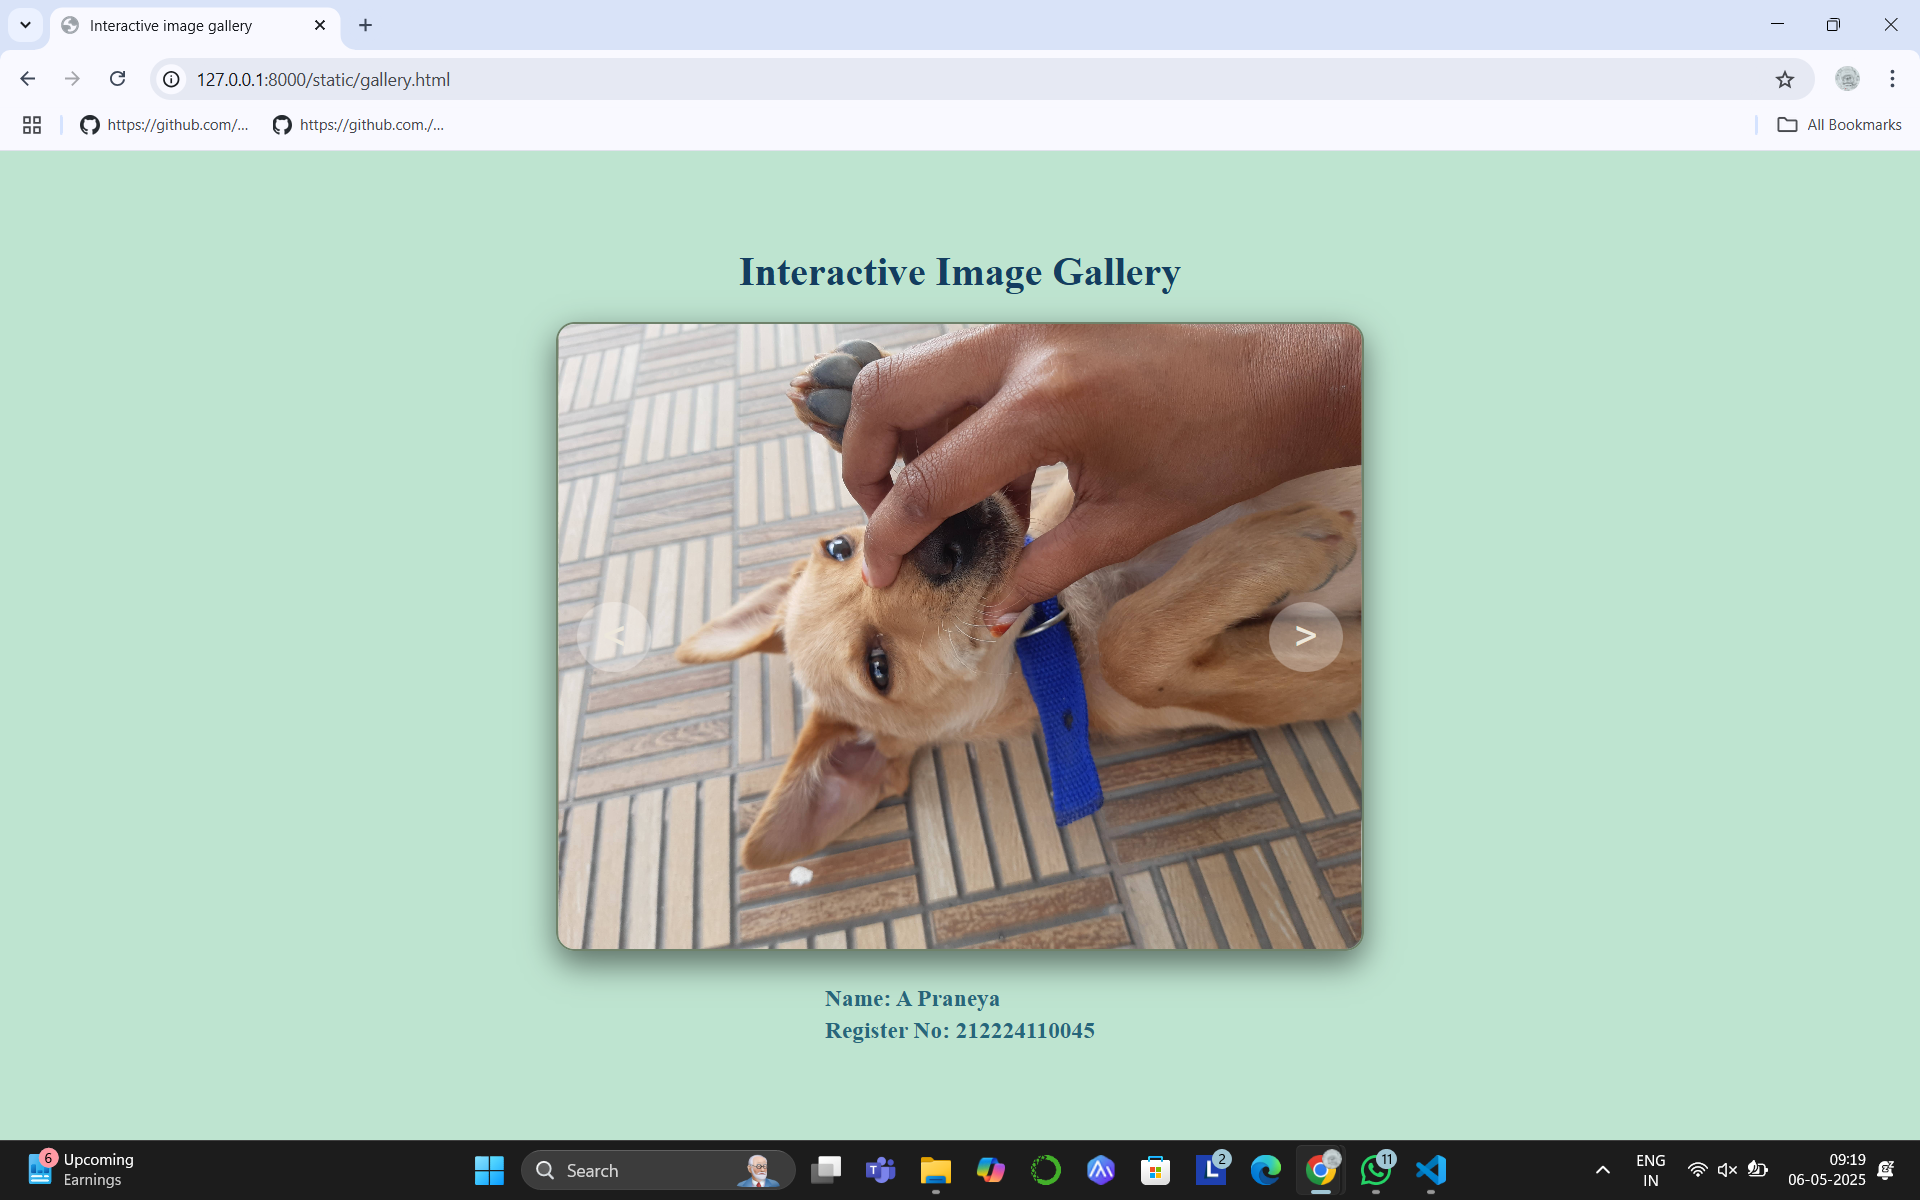 Interactive image gallery
127.0.0.1:8000/static/gallery.html
https://github.com/...
https://github.com./...
All Bookmarks
Interactive Image Gallery
<
>
Name: A Praneya
Register No: 212224110045
6
Upcoming
Earnings
Search
T
L
2
11
ENG
IN
09:19
06-05-2025